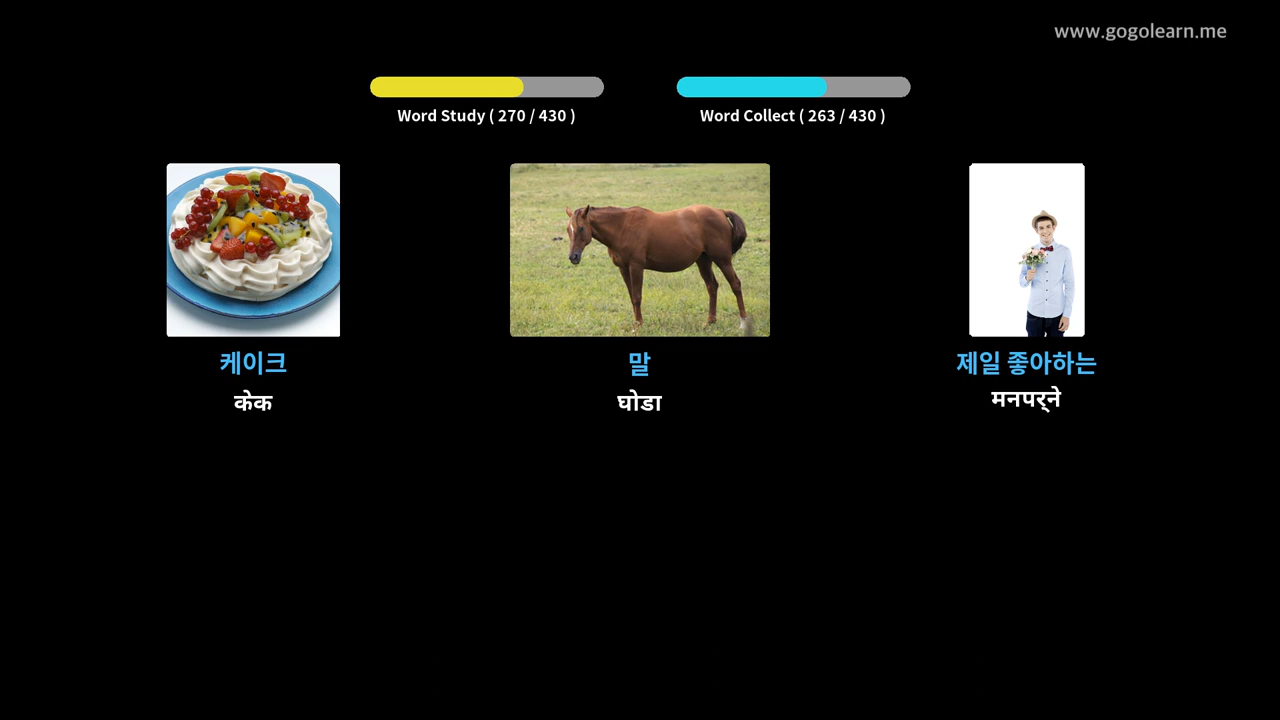 www.gogolearn.me
Word Study ( 270 / 430 )
Word Collect ( 263 / 430 )
케이크
말
제일 좋아하는
केक
घोडा
मनपर्ने